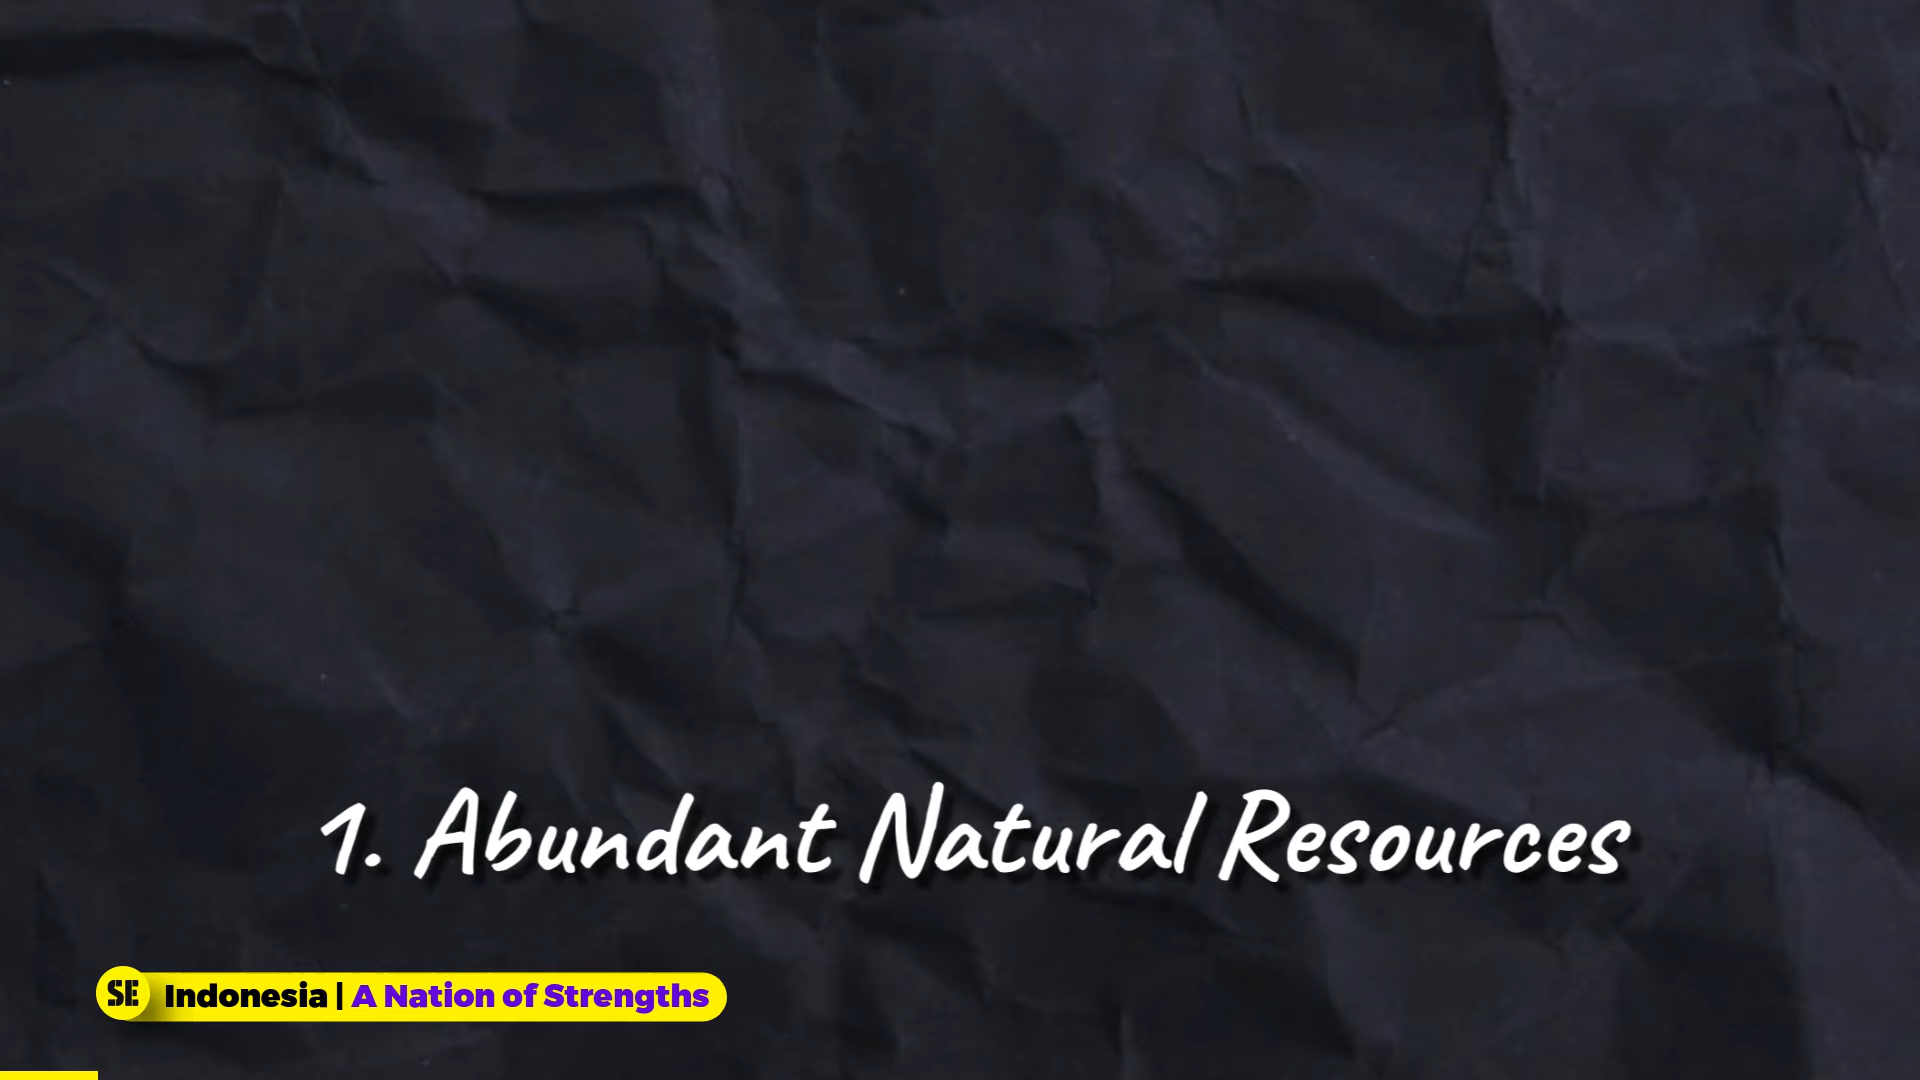 1. Abundant Natural Resources
SE Indonesia | A Nation of Strengths